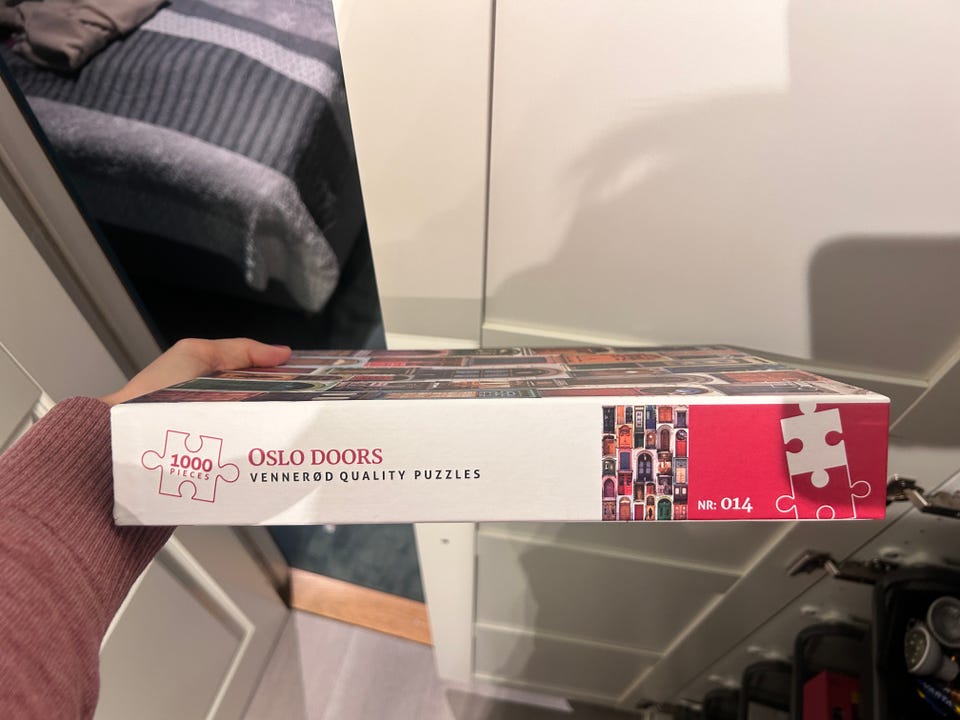 1000
PIECES
OSLO DOORS
VENNERØD QUALITY PUZZLES
NR: 014